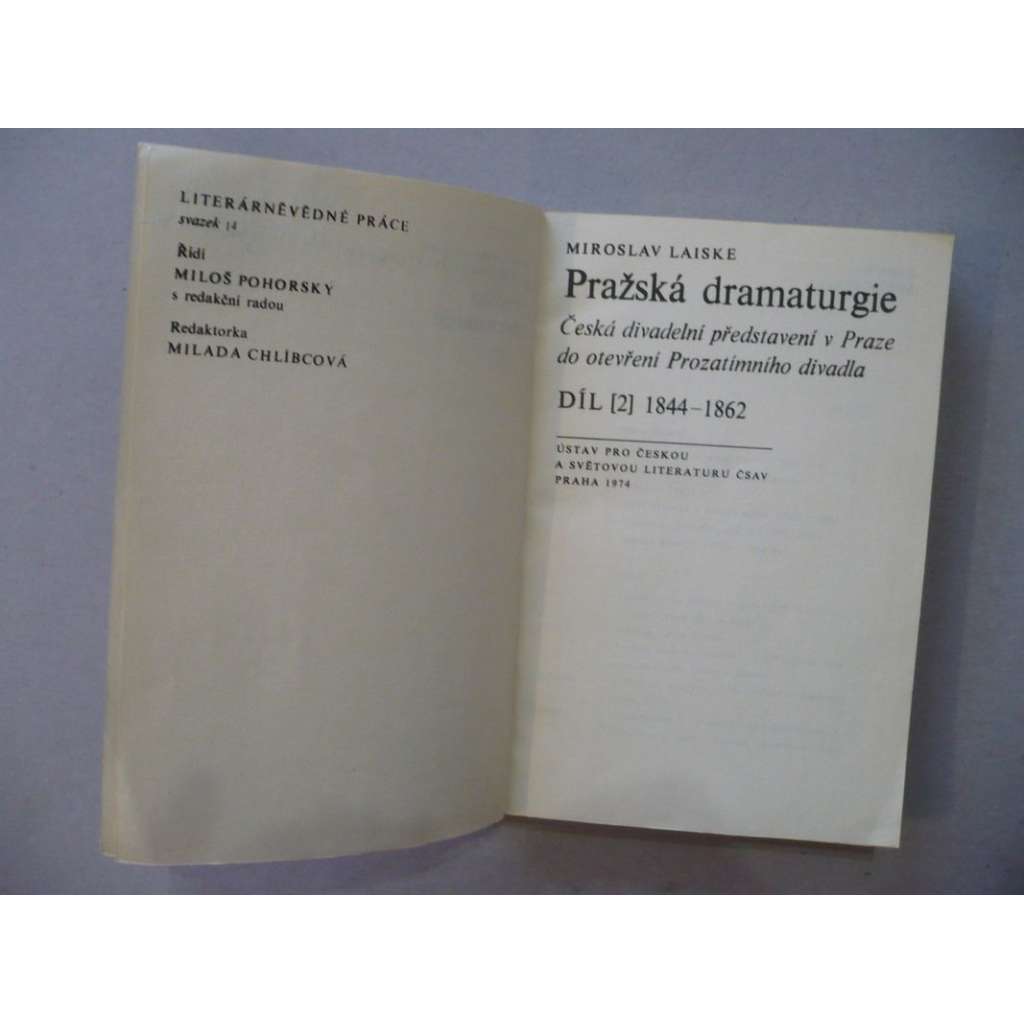 LITERÁRNĚVĚDNÉ PRÁCE
svazek 14
Řídí
MILOŠ POHORSKY
s redakční radou
Redaktorka
MILADA CHLÍBCOVÁ
MIROSLAV LAISKE
Pražská dramaturgie
Česká divadelní představení v Praze
do otevření Prozatímního divadla
DÍL [2] 1844–1862
ÚSTAV PRO ČESKOU
A SVĚTOVOU LITERATURU ČSAV
PRAHA 1974